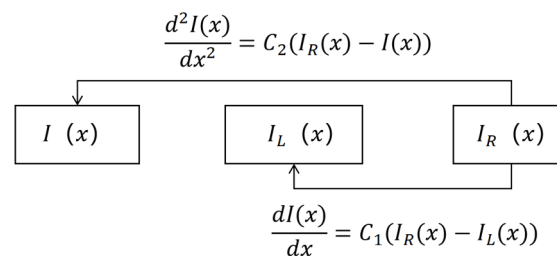 d²I(x)/dx² = C₂(I_R(x) − I(x))
I (x)
I_L (x)
I_R (x)
dI(x)/dx = C₁(I_R(x) − I_L(x))